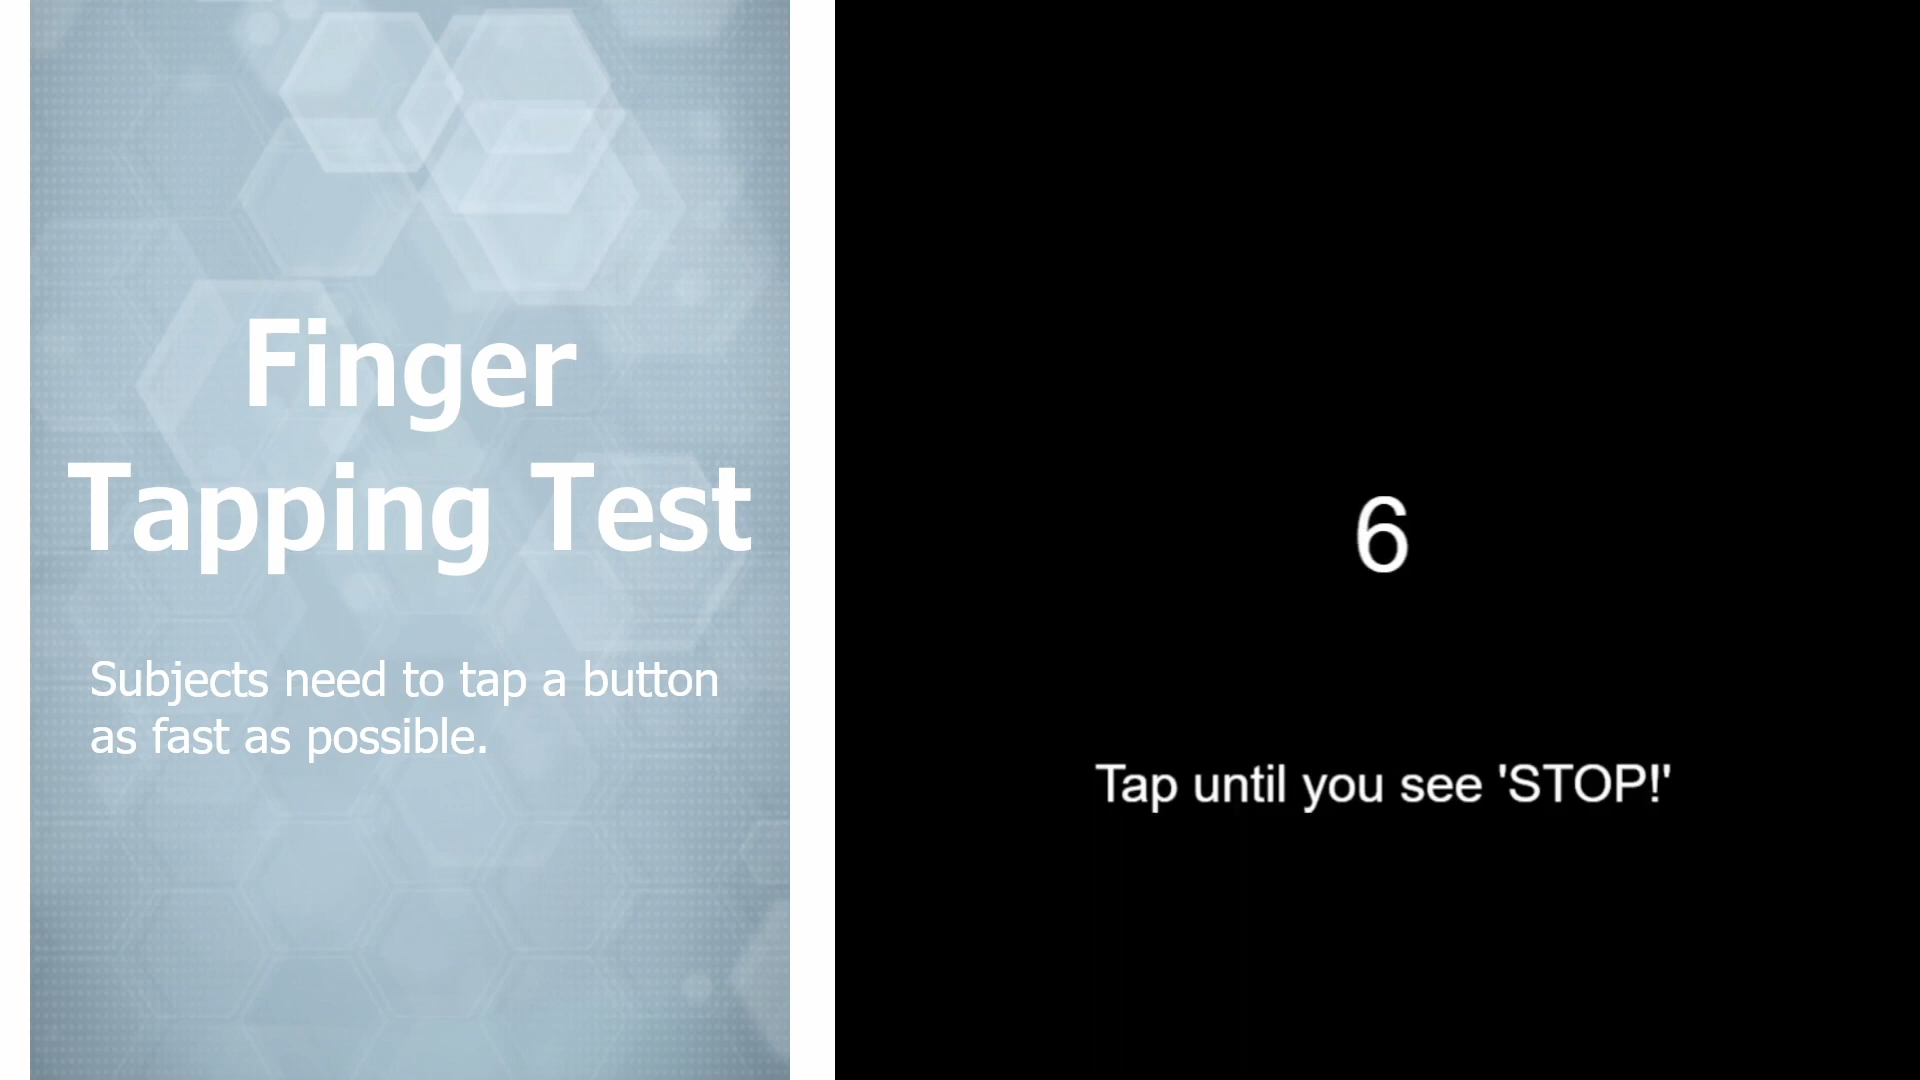 Finger
Tapping Test
Subjects need to tap a button
as fast as possible.
6
Tap until you see 'STOP!'